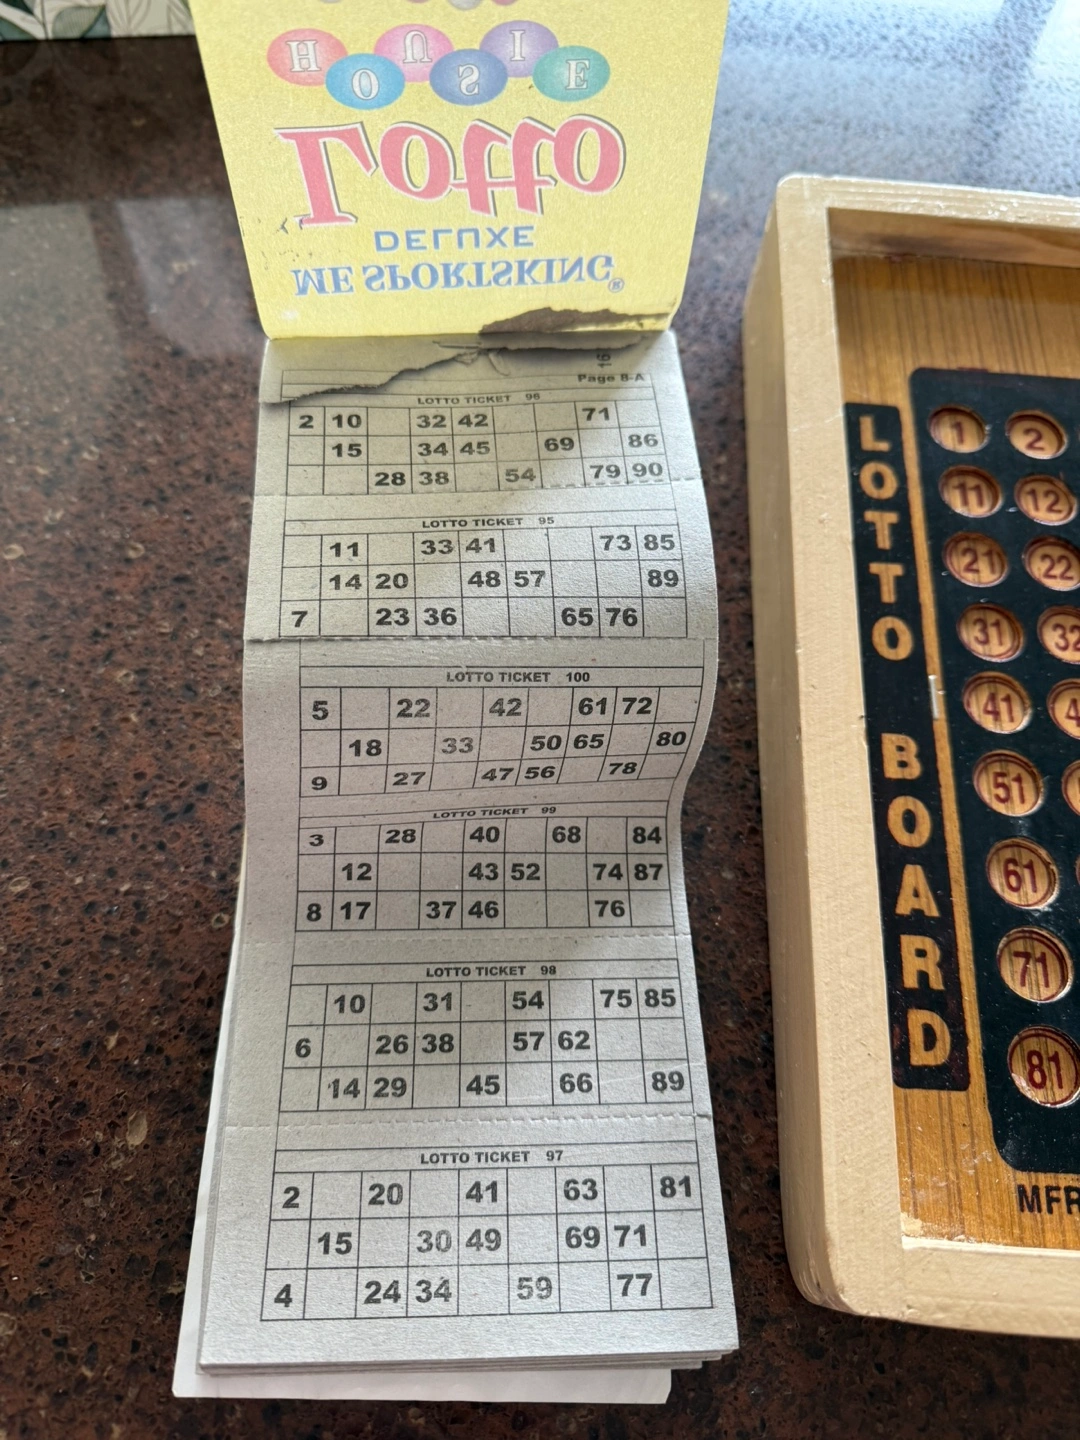 HOUSIE
Lotto
DELUXE
ME SPORTSKING®
16
Page 8-A
LOTTO TICKET 96
2 10 32 42 71
15 34 45 69 86
28 38 54 79 90
LOTTO TICKET 95
11 33 41 73 85
14 20 48 57 89
7 23 36 65 76
LOTTO TICKET 100
5 22 42 61 72
18 33 50 65 80
9 27 47 56 78
LOTTO TICKET 99
3 28 40 68 84
12 43 52 74 87
8 17 37 46 76
LOTTO TICKET 98
10 31 54 75 85
6 26 38 57 62
14 29 45 66 89
LOTTO TICKET 97
2 20 41 63 81
15 30 49 69 71
4 24 34 59 77
LOTTO BOARD
1 2
11 12
21 22
31 32
41
51
61
71
81